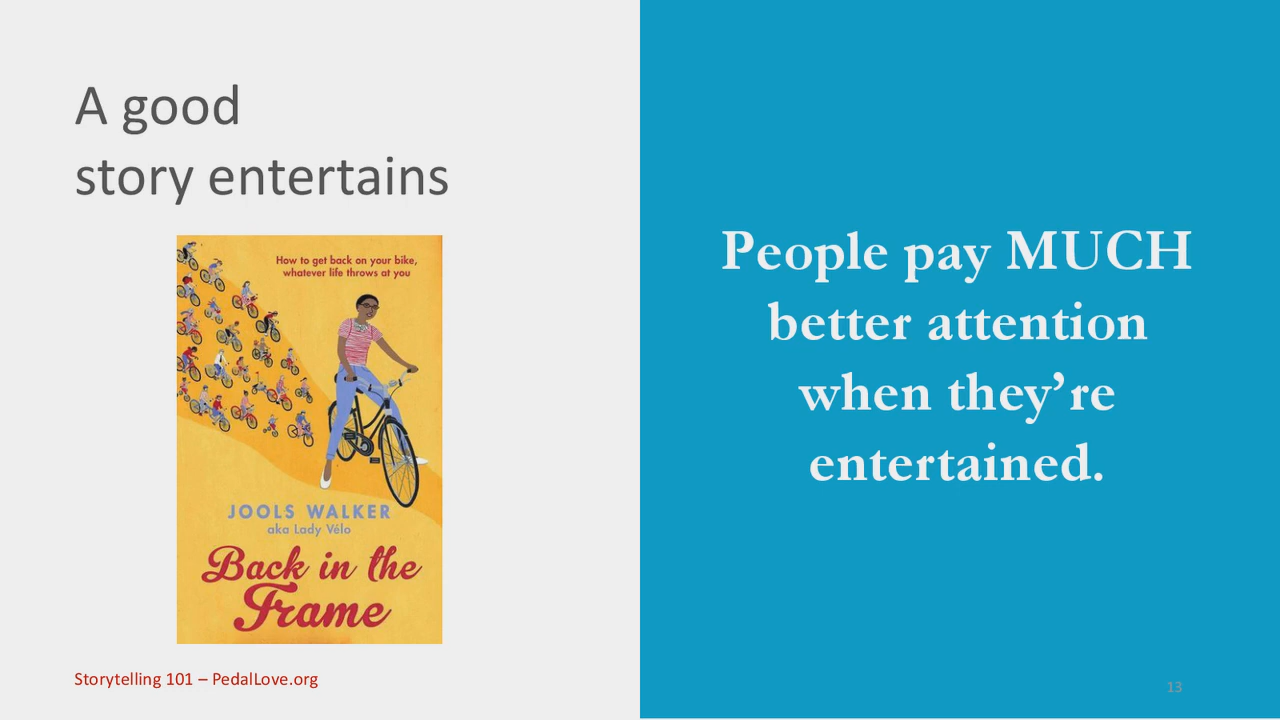 A good
story entertains
How to get back on your bike,
whatever life throws at you
JOOLS WALKER
aka Lady Vélo
Back in the
Frame
Storytelling 101 – PedalLove.org
People pay MUCH
better attention
when they’re
entertained.
13